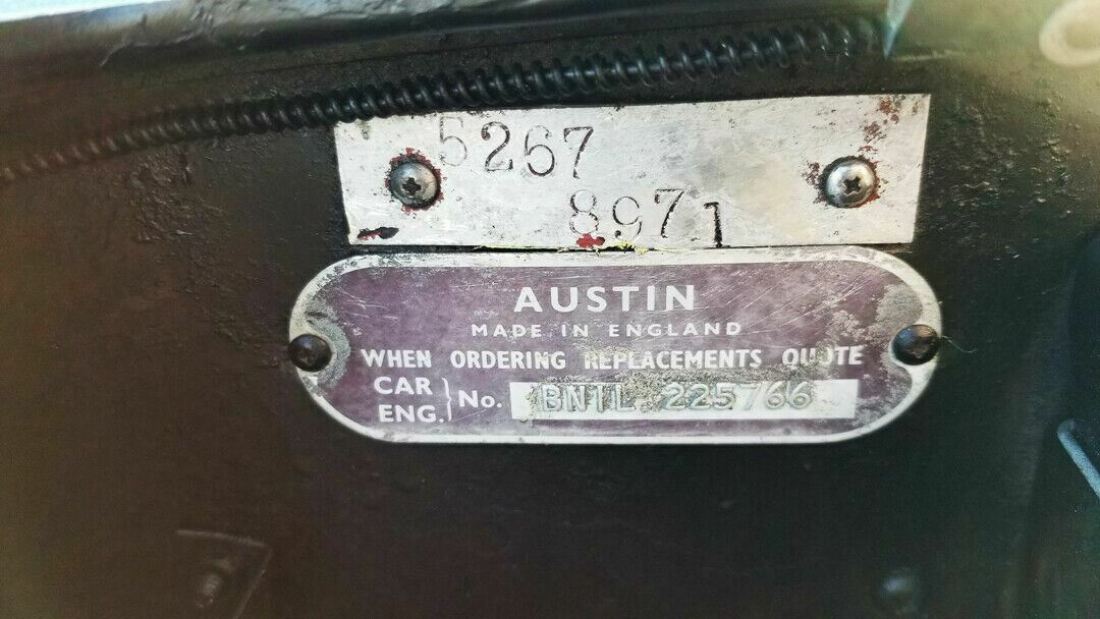 5267
8971
AUSTIN
MADE IN ENGLAND
WHEN ORDERING REPLACEMENTS QUOTE
CAR
ENG. } No. BN1L 225766